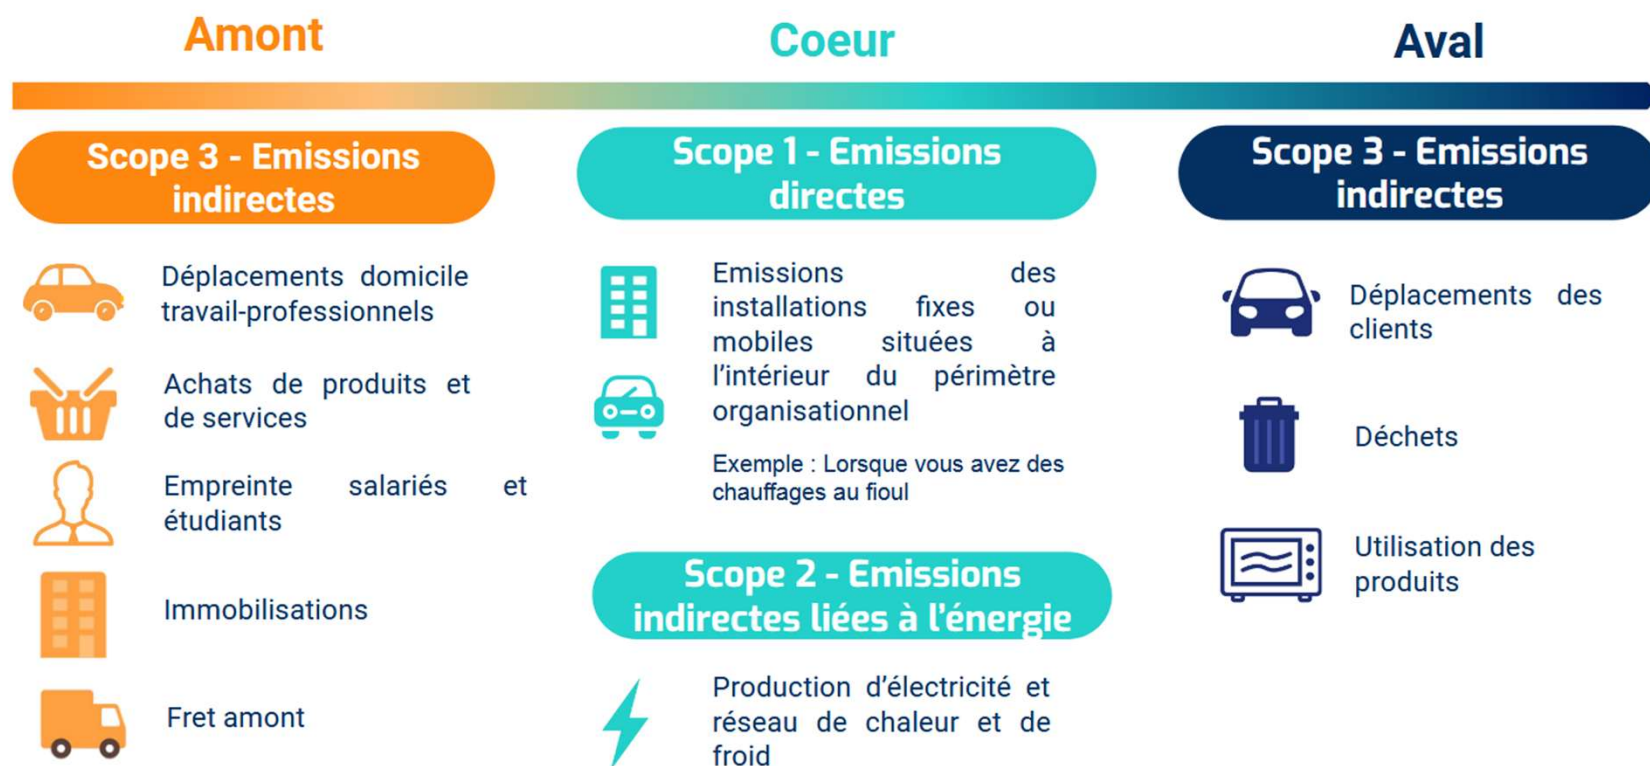 Amont
Coeur
Aval
Scope 3 - Emissions
indirectes
Déplacements domicile
travail-professionnels
Achats de produits et
de services
Empreinte salariés et
étudiants
Immobilisations
Fret amont
Scope 1 - Emissions
directes
Emissions des
installations fixes ou
mobiles situées à
l'intérieur du périmètre
organisationnel
Exemple : Lorsque vous avez des
chauffages au fioul
Scope 2 - Emissions
indirectes liées à l'énergie
Production d'électricité et
réseau de chaleur et de
froid
Scope 3 - Emissions
indirectes
Déplacements des
clients
Déchets
Utilisation des
produits